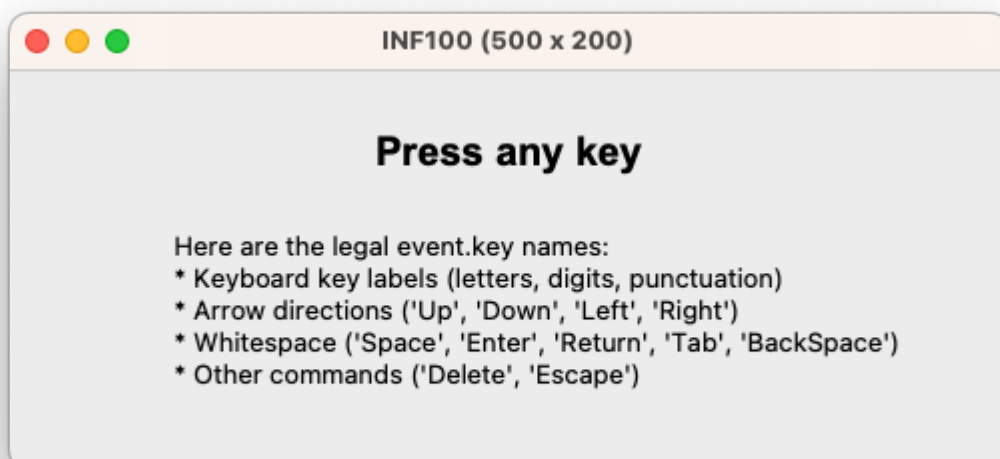 INF100 (500 x 200)
Press any key
Here are the legal event.key names:
* Keyboard key labels (letters, digits, punctuation)
* Arrow directions ('Up', 'Down', 'Left', 'Right')
* Whitespace ('Space', 'Enter', 'Return', 'Tab', 'BackSpace')
* Other commands ('Delete', 'Escape')